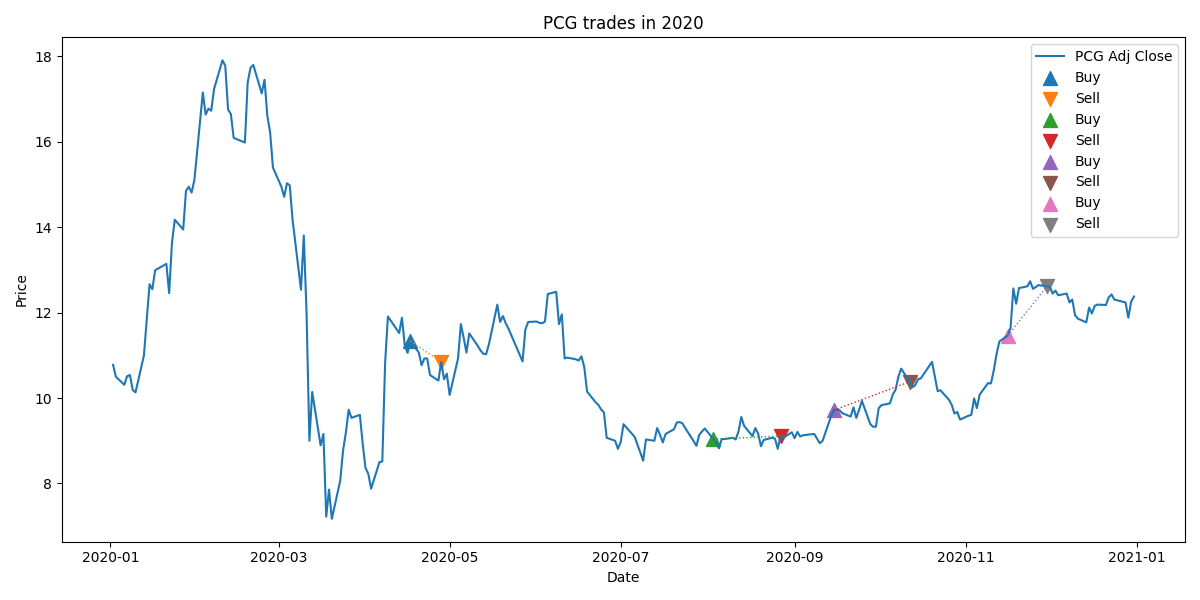 PCG trades in 2020
PCG Adj Close
Buy
Sell
Buy
Sell
Buy
Sell
Buy
Sell
Price
18
16
14
12
10
8
2020-01
2020-03
2020-05
2020-07
2020-09
2020-11
2021-01
Date